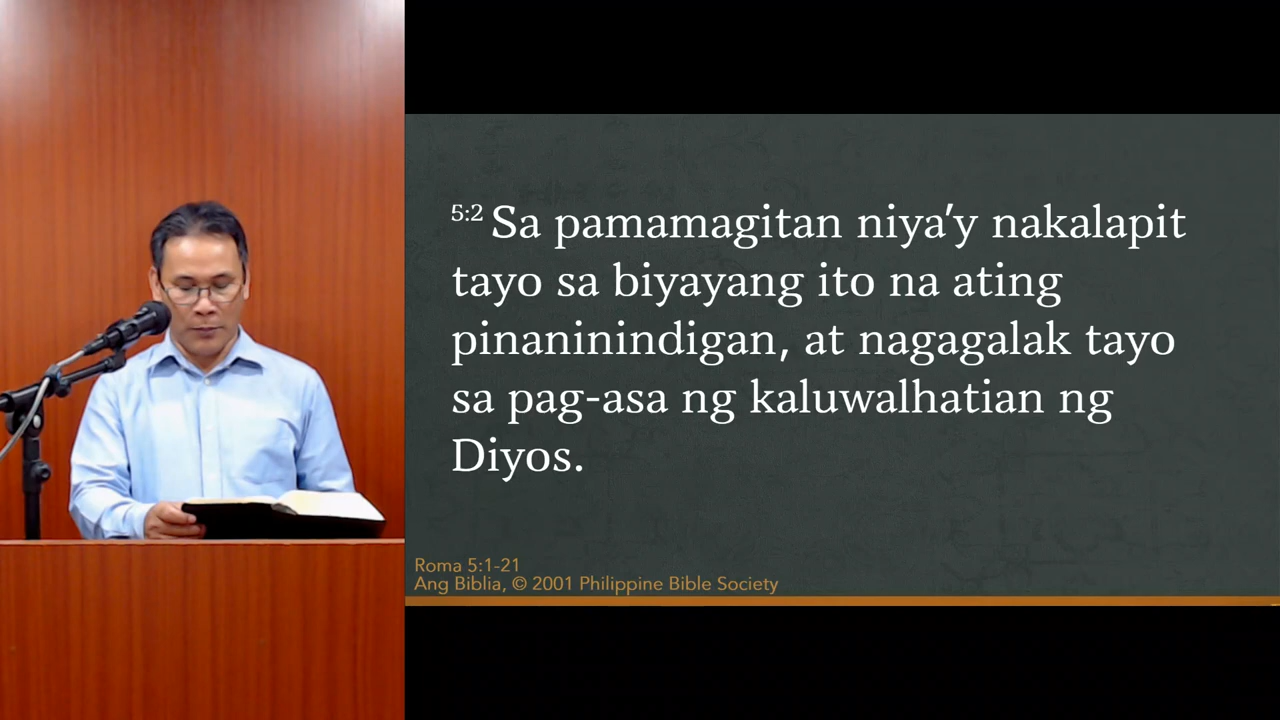 5:2 Sa pamamagitan niya’y nakalapit
tayo sa biyayang ito na ating
pinaninindigan, at nagagalak tayo
sa pag-asa ng kaluwalhatian ng
Diyos.
Roma 5:1-21
Ang Biblia, © 2001 Philippine Bible Society